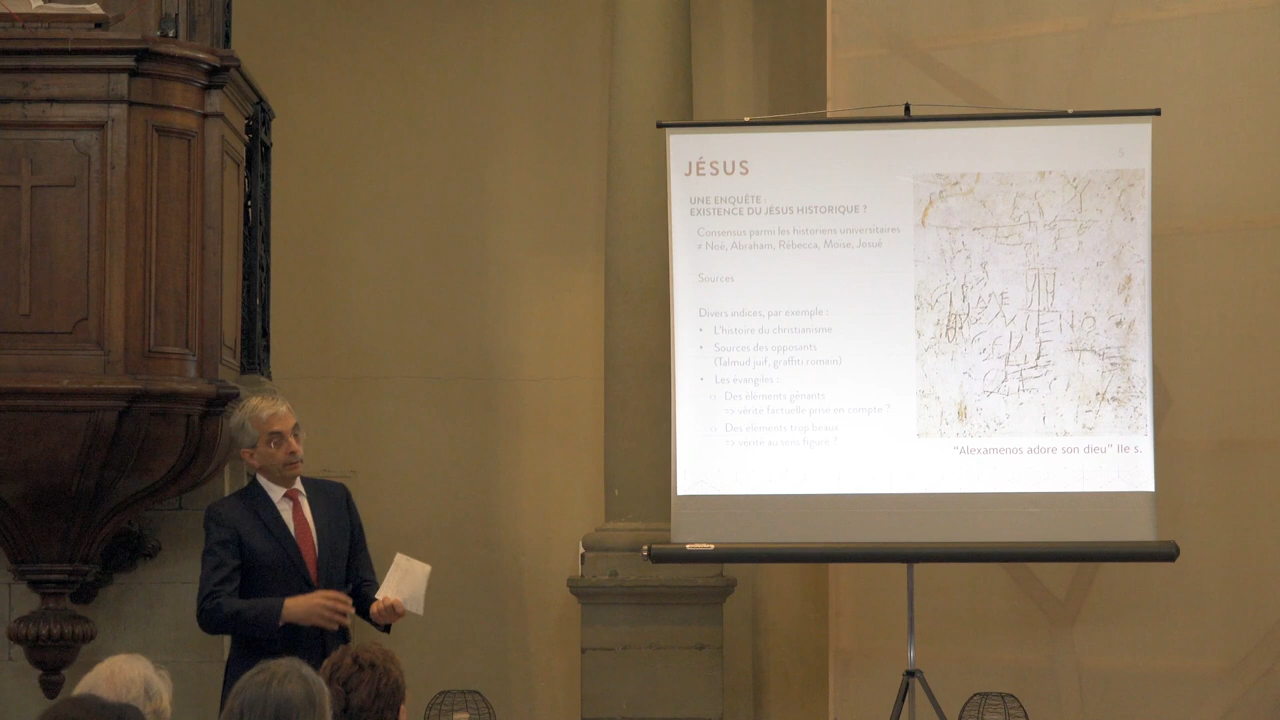 5
JÉSUS
UNE ENQUÊTE :
EXISTENCE DU JÉSUS HISTORIQUE ?
Consensus parmi les historiens universitaires
≠ Noé, Abraham, Rébecca, Moïse, Josué
Sources
Divers indices, par exemple :
• L'histoire du christianisme
• Sources des opposants
(Talmud juif, graffiti romain)
• Les évangiles :
o Des éléments gênants
=> vérité factuelle prise en compte ?
o Des éléments trop beaux
=> vérité au sens figuré ?
"Alexamenos adore son dieu" IIe s.